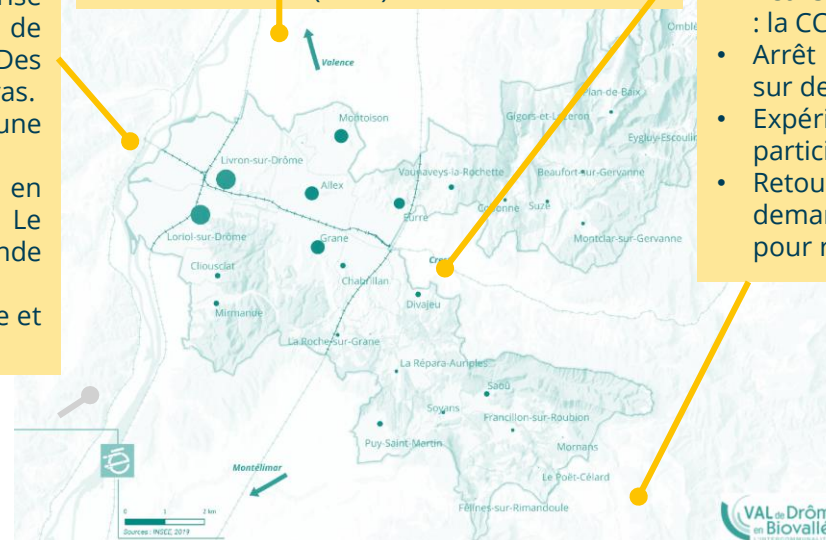 de
Des
ras.
une
en
Le
nde
e et
: la CC
• Arrêt
sur de
• Expéri
partici
• Retou
deman
pour r
Valence
Omblè
Plan-de-Baix
Gigors-et-Lozeron
Eygluy-Escoulin
Montoison
Livron-sur-Drôme
Vaunaveys-la-Rochette
Beaufort-sur-Gervanne
Allex
Eurre
Cobonne
Suze
Loriol-sur-Drôme
Grane
Montclar-sur-Gervanne
Cliousclat
Crest
Chabrillan
Mirmande
Divajeu
La Roche-sur-Grane
La Répara-Auriples
Saoû
Soyans
Francillon-sur-Roubion
Puy-Saint-Martin
Mornans
Le Poët-Célard
Montélimar
Félines-sur-Rimandoule
0 1 2 km
Sources : INSEE, 2019
VAL de Drôm
en Biovallé